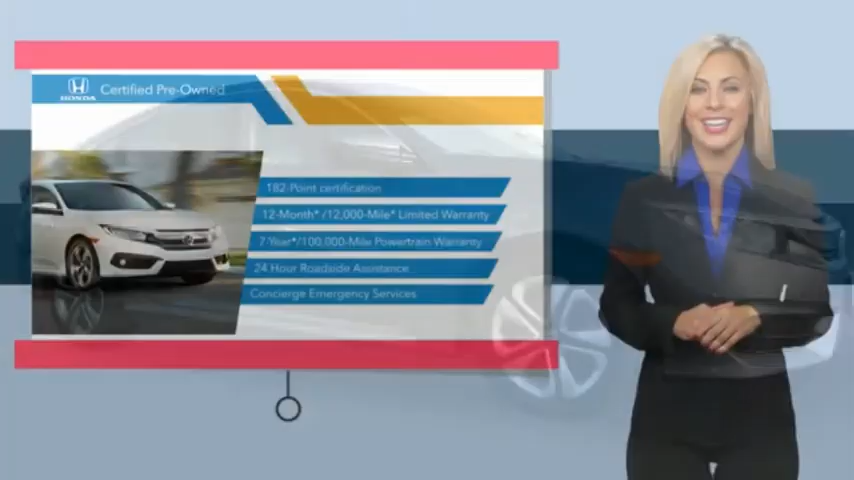 HONDA
Certified Pre-Owned
182-Point certification
12-Month* /12,000-Mile* Limited Warranty
7-Year*/100,000-Mile Powertrain Warranty
24 Hour Roadside Assistance
Concierge Emergency Services